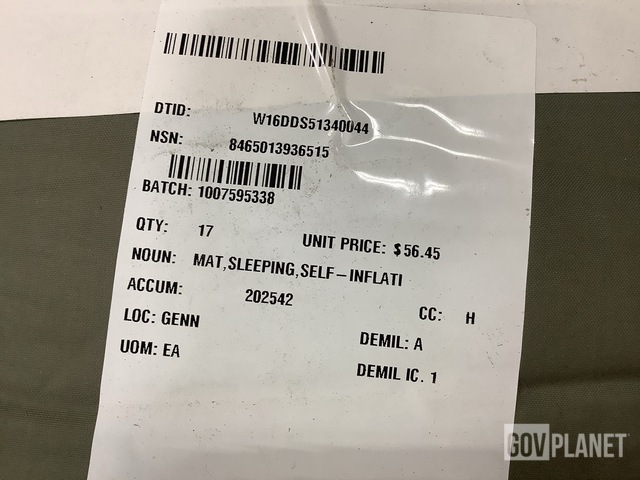 DTID: W16DDS51340044
NSN: 8465013936515
BATCH: 1007595338
QTY: 17 UNIT PRICE: $56.45
NOUN: MAT,SLEEPING,SELF-INFLATI
ACCUM: 202542 CC: H
LOC: GENN DEMIL: A
UOM: EA DEMIL IC. 1
GOVPLANET